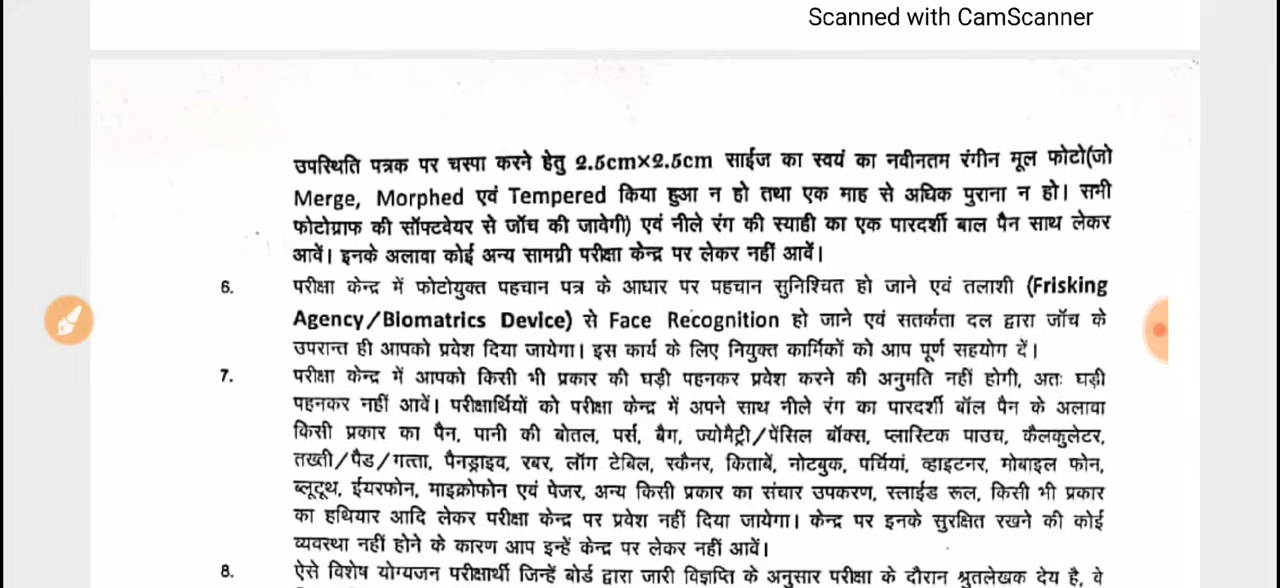 Scanned with CamScanner
उपस्थिति पत्रक पर चस्पा करने हेतु 2.5cmx2.5cm साईज का स्वयं का नवीनतम रंगीन मूल फोटो(जो
Merge, Morphed एवं Tempered किया हुआ न हो तथा एक माह से अधिक पुराना न हो। सभी
फोटोग्राफ की सॉफ्टवेयर से जॉच की जावेगी) एवं नीले रंग की स्याही का एक पारदर्शी बाल पैन साथ लेकर
आवें। इनके अलावा कोई अन्य सामग्री परीक्षा केन्द्र पर लेकर नहीं आवें।
6. परीक्षा केन्द्र में फोटोयुक्त पहचान पत्र के आधार पर पहचान सुनिश्चित हो जाने एवं तलाशी (Frisking
Agency/Biomatrics Device) से Face Recognition हो जाने एवं सतर्कता दल द्वारा जॉच के
उपरान्त ही आपको प्रवेश दिया जायेगा। इस कार्य के लिए नियुक्त कार्मिकों को आप पूर्ण सहयोग दें।
7. परीक्षा केन्द्र में आपको किसी भी प्रकार की घड़ी पहनकर प्रवेश करने की अनुमति नहीं होगी, अतः घड़ी
पहनकर नहीं आवें। परीक्षार्थियों को परीक्षा केन्द्र में अपने साथ नीले रंग का पारदर्शी बॉल पैन के अलावा
किसी प्रकार का पैन, पानी की बोतल, पर्स, बैग, ज्योमैट्री/पेंसिल बॉक्स, प्लास्टिक पाउच, कैलकुलेटर,
तख्ती/पैड/गत्ता, पैनड्राइव, रबर, लॉग टेबिल, स्कैनर, किताबें, नोटबुक, पर्चियां, व्हाइटनर, मोबाइल फोन,
ब्लूटूथ, ईयरफोन, माइक्रोफोन एवं पेजर, अन्य किसी प्रकार का संचार उपकरण, स्लाईड रूल, किसी भी प्रकार
का हथियार आदि लेकर परीक्षा केन्द्र पर प्रवेश नहीं दिया जायेगा। केन्द्र पर इनके सुरक्षित रखने की कोई
व्यवस्था नहीं होने के कारण आप इन्हें केन्द्र पर लेकर नहीं आवें।
8. ऐसे विशेष योग्यजन परीक्षार्थी जिन्हें बोर्ड द्वारा जारी विज्ञप्ति के अनुसार परीक्षा के दौरान श्रुतलेखक देय है, वे